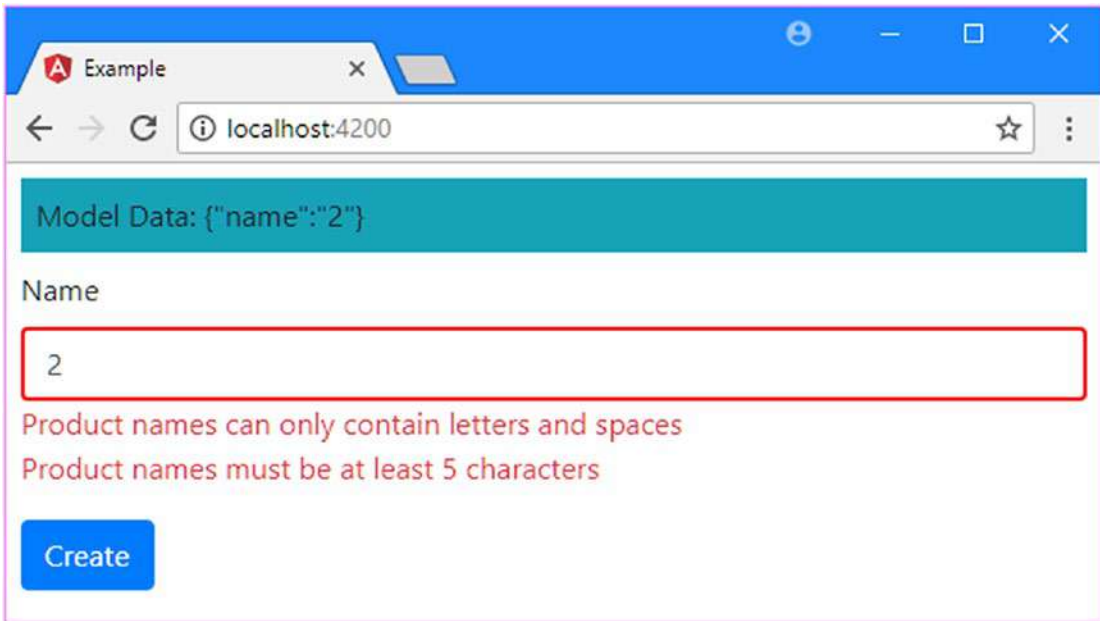 Example
localhost:4200
Model Data: {"name":"2"}
Name
2
Product names can only contain letters and spaces
Product names must be at least 5 characters
Create